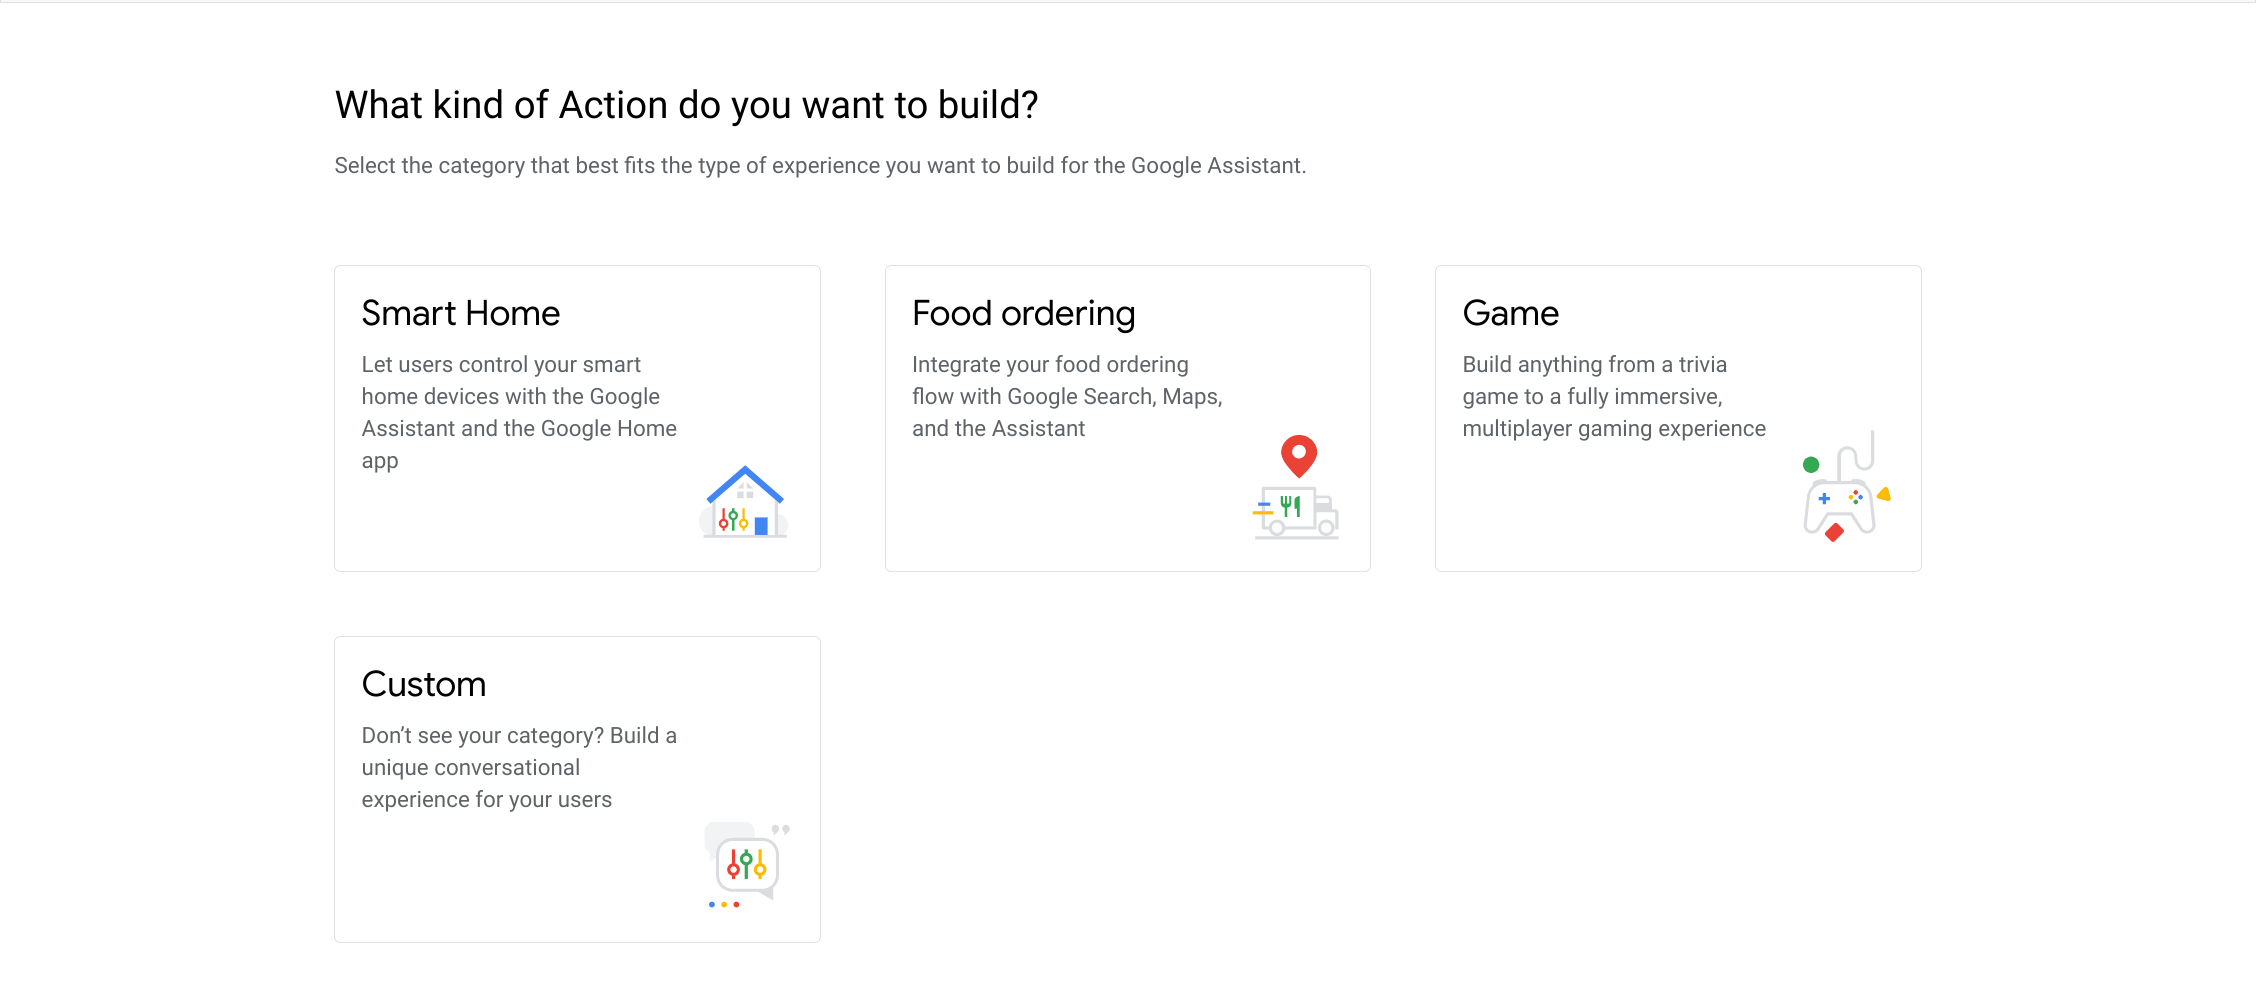 What kind of Action do you want to build?
Select the category that best fits the type of experience you want to build for the Google Assistant.
Smart Home
Let users control your smart
home devices with the Google
Assistant and the Google Home
app
Food ordering
Integrate your food ordering
flow with Google Search, Maps,
and the Assistant
Game
Build anything from a trivia
game to a fully immersive,
multiplayer gaming experience
Custom
Don’t see your category? Build a
unique conversational
experience for your users